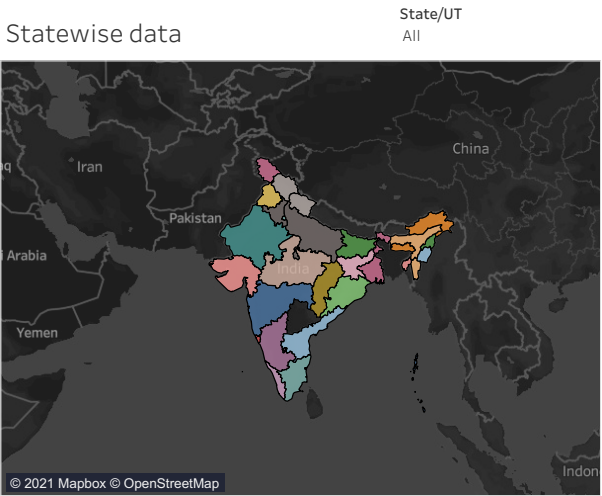 State/UT
Statewise data
All
China
Iran
Pakistan
i Arabia
India
Yemen
Indon
© 2021 Mapbox © OpenStreetMap